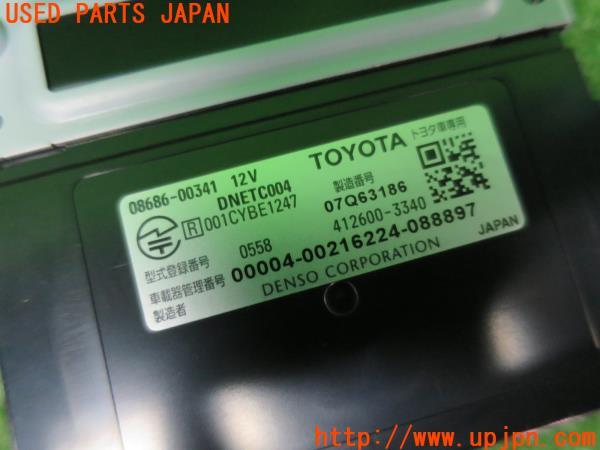 USED PARTS JAPAN
08686-00341 12V
TOYOTA トヨタ車専用
DNETC004
製造番号
R 001CYBE1247
07Q63186
412600-3340
型式登録番号 0558
車載器管理番号 00004-00216224-088897
製造者 DENSO CORPORATION JAPAN
http://www.upjpn.com